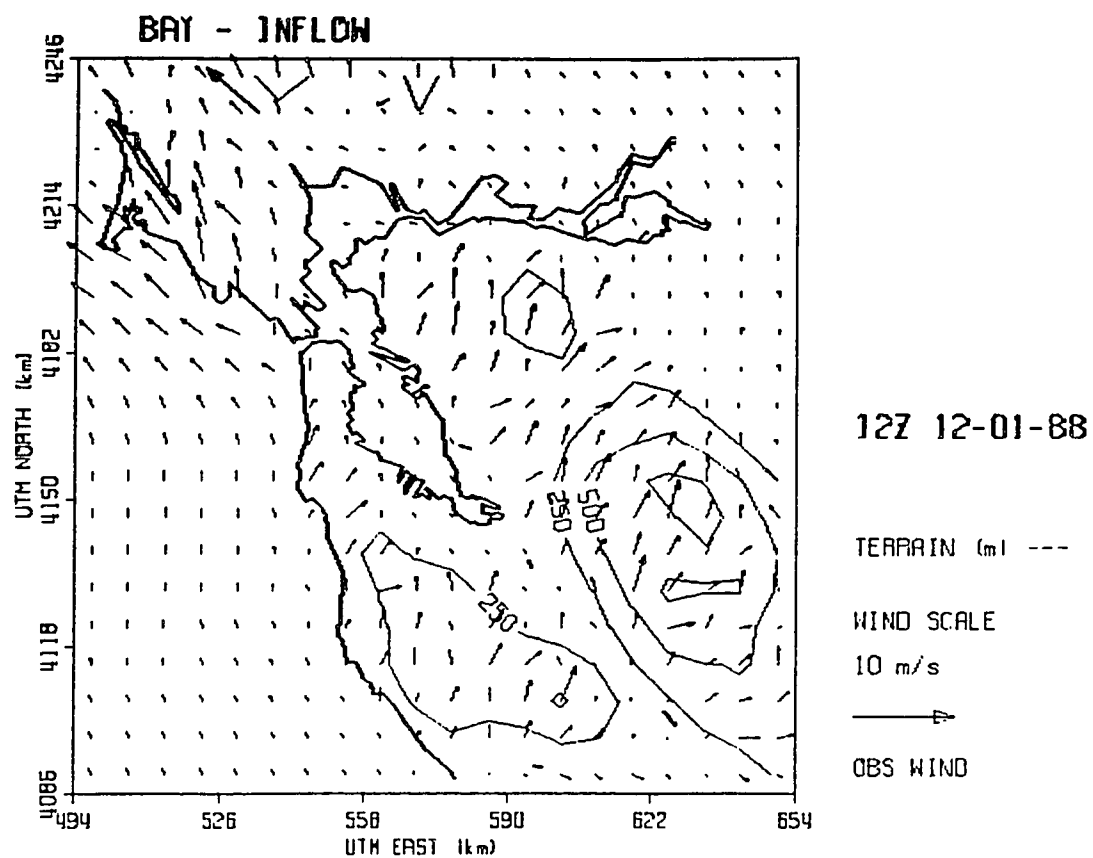 BAY - INFLOW
4246
4214
4182
4150
4118
4086
UTM NORTH (km)
250
500
250
494
526
558
590
622
654
UTM EAST (km)
12Z 12-01-88
TERRAIN (m) ---
WIND SCALE
10 m/s
OBS WIND